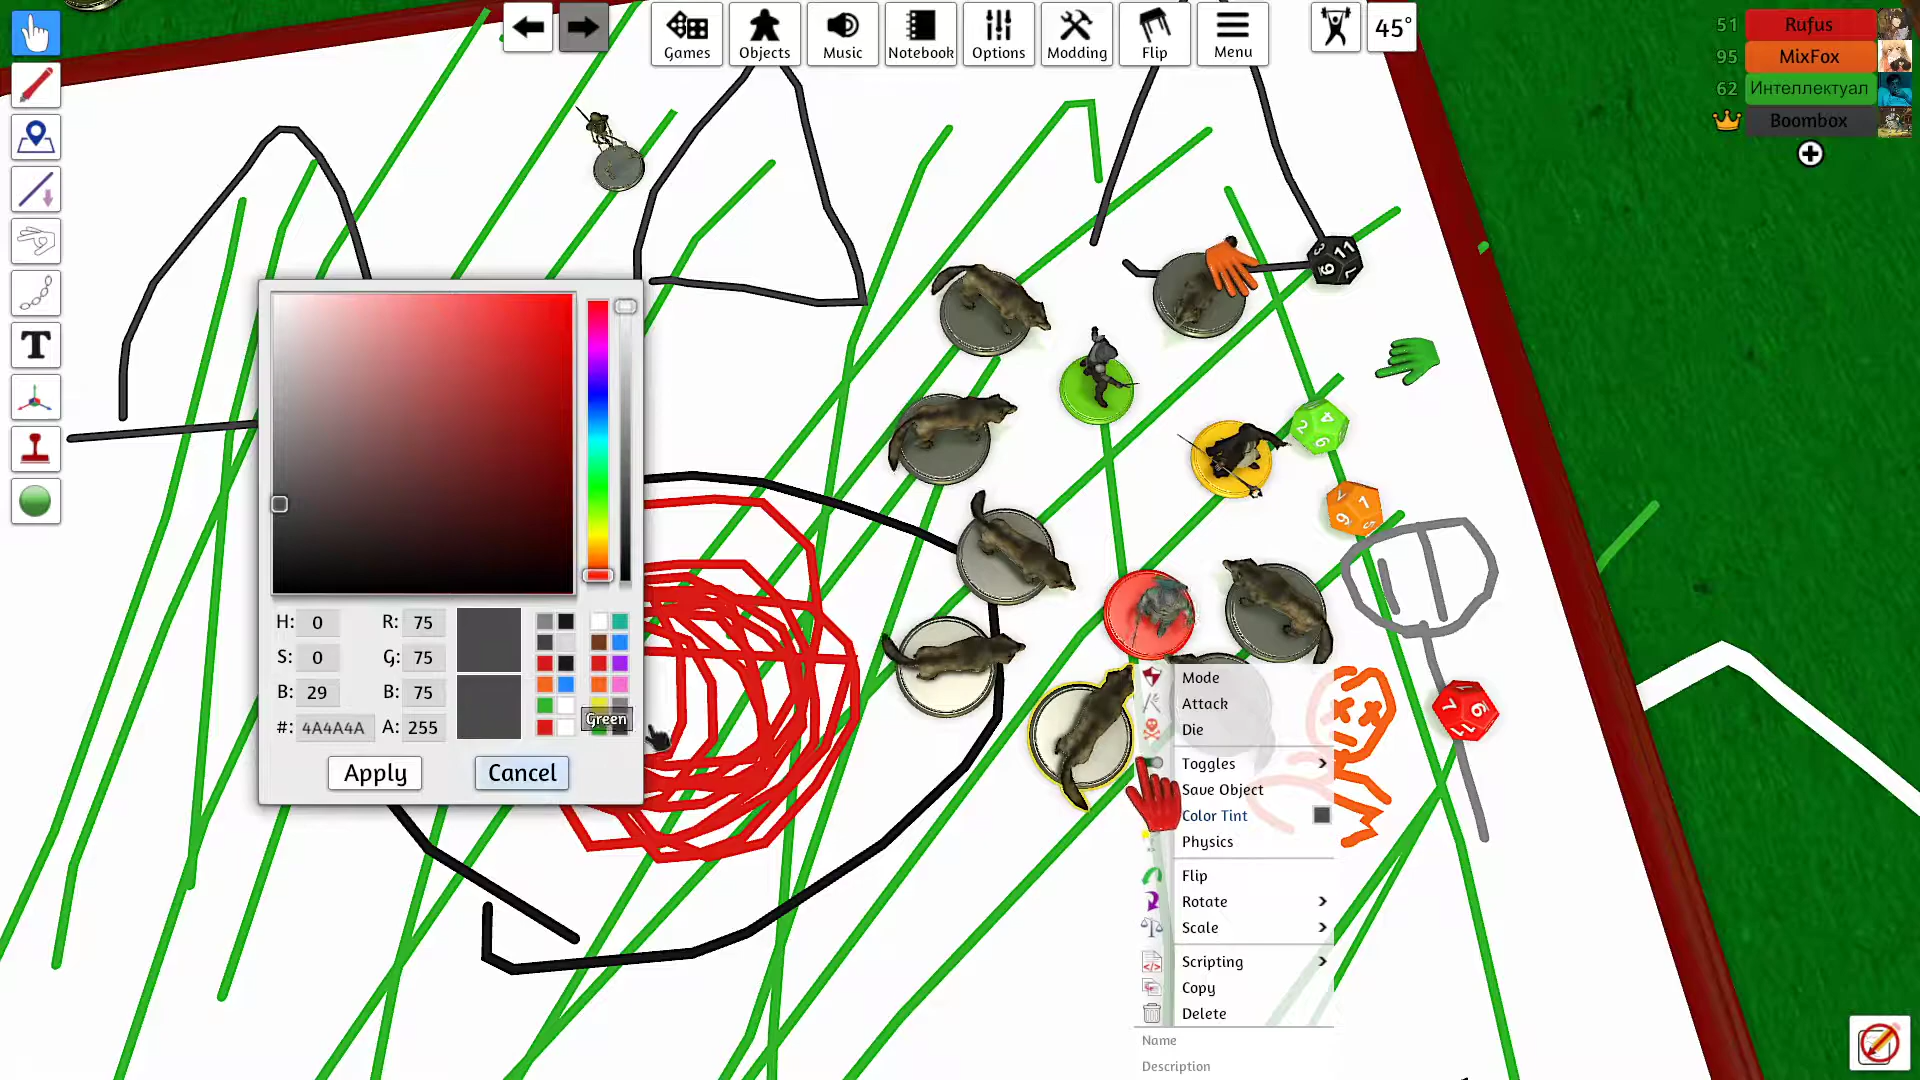 Games
Objects
Music
Notebook
Options
Modding
Flip
Menu
45°
51 Rufus
95 MixFox
62 Интеллектуал
Boombox
H: 0 R: 75
S: 0 G: 75
B: 29 B: 75
#: 4A4A4A A: 255
Green
Apply Cancel
Mode
Attack
Die
Toggles
Save Object
Color Tint
Physics
Flip
Rotate
Scale
Scripting
Copy
Delete
Name
Description